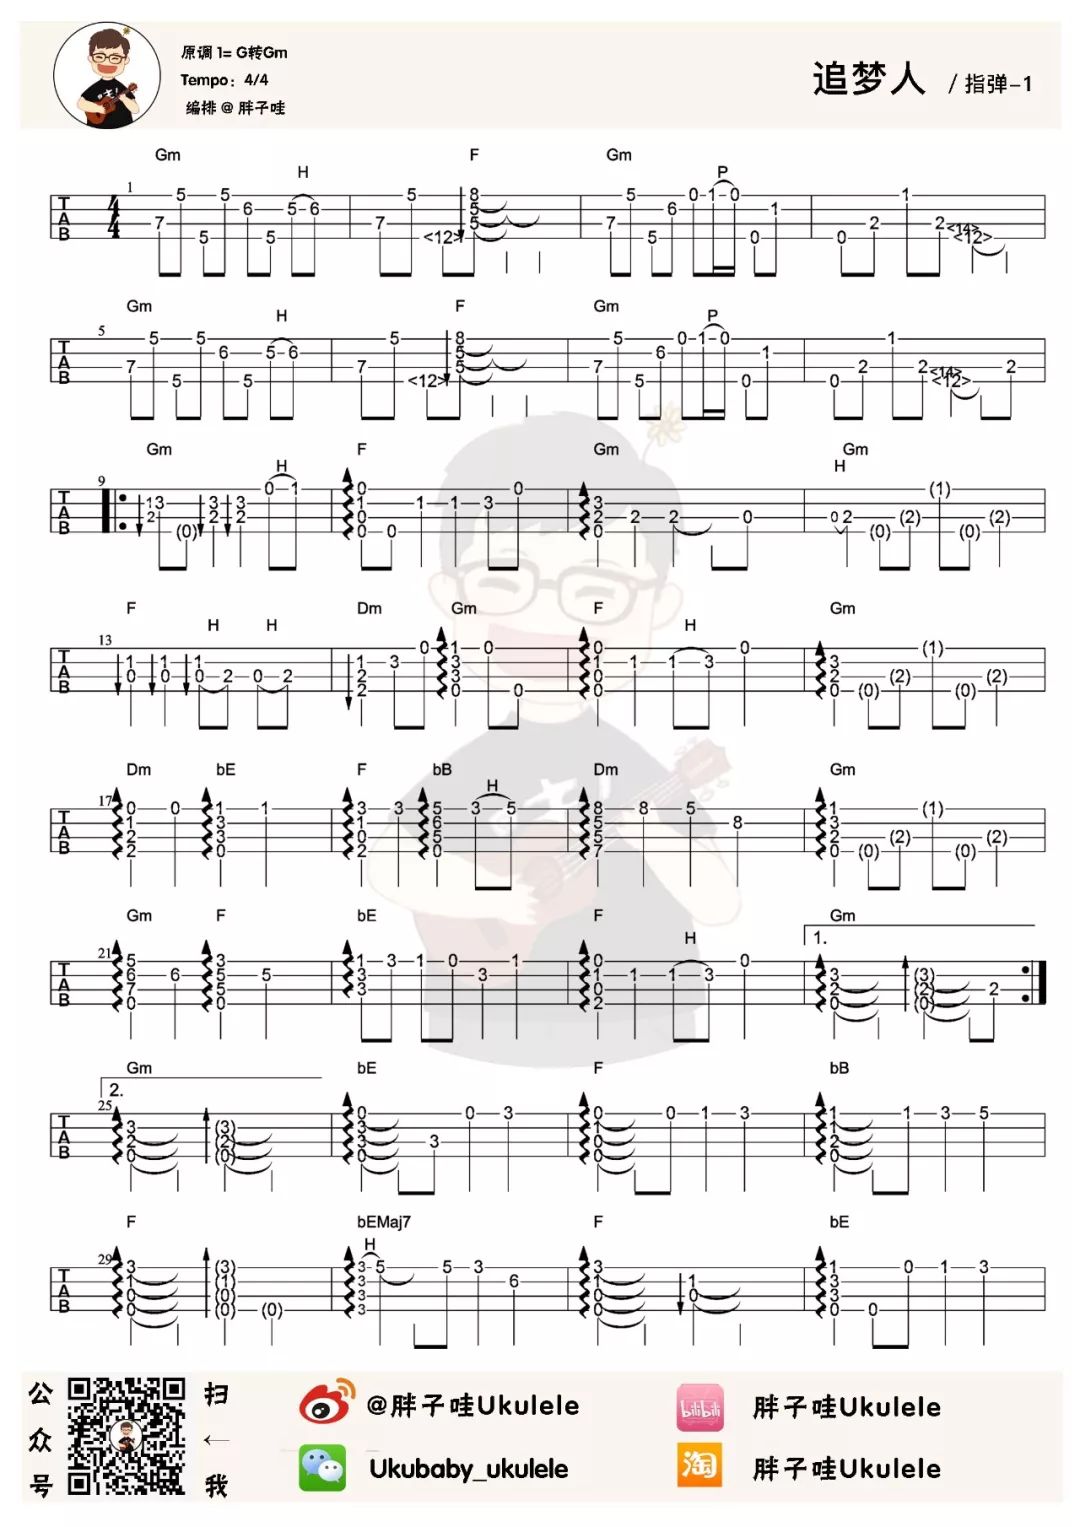 原调 1= G转Gm
Tempo：4/4
编排 @ 胖子哇
追梦人 / 指弹-1
Gm H F Gm P
1
T A B 4 4 7 5 5 5 6 5 5 6 7 5 <12> 8 5 5 7 5 5 6 0 1 0 0 1 0 2 1 2 <14> <12>
Gm H F Gm P
5
T A B 7 5 5 5 6 5 5 6 7 5 <12> 8 5 5 7 5 5 6 0 1 0 0 1 0 2 1 2 <14> <12> 2
Gm H F Gm Gm H
9
T A B 1 3 2 (0) 3 2 3 2 0 1 0 1 0 0 0 1 1 3 0 3 2 0 2 2 0 0 2 (0) (2) (1) (0) (2)
F H H Dm Gm F H Gm
13
T A B 1 0 1 0 1 0 2 0 2 1 2 2 3 0 1 3 3 0 0 0 0 1 0 0 1 1 3 0 3 2 0 (0) (2) (1) (0) (2)
Dm bE F bB H Dm Gm
17
T A B 0 1 2 2 0 1 3 3 0 1 3 1 0 2 3 5 6 5 0 3 5 8 5 5 7 8 5 8 1 3 2 0 (0) (2) (1) (0) (2)
Gm F bE F H Gm
1.
21
T A B 5 6 7 0 6 3 5 5 0 5 1 3 3 3 1 0 3 1 0 1 0 2 1 1 3 0 3 2 0 (3) (2) (0) 2
Gm bE F bB
2.
25
T A B 3 2 0 (3) (2) (0) 0 3 3 0 3 0 3 0 1 0 0 0 1 3 1 1 2 0 1 3 5
F bEMaj7 H F bE
29
T A B 3 1 0 0 (3) (1) (0) (0) (0) 3 3 3 3 5 5 3 6 3 1 0 0 1 0 1 3 3 0 0 0 1 3
公众号
扫←我
@胖子哇Ukulele
bilibili
胖子哇Ukulele
Ukubaby_ukulele
淘
胖子哇Ukulele